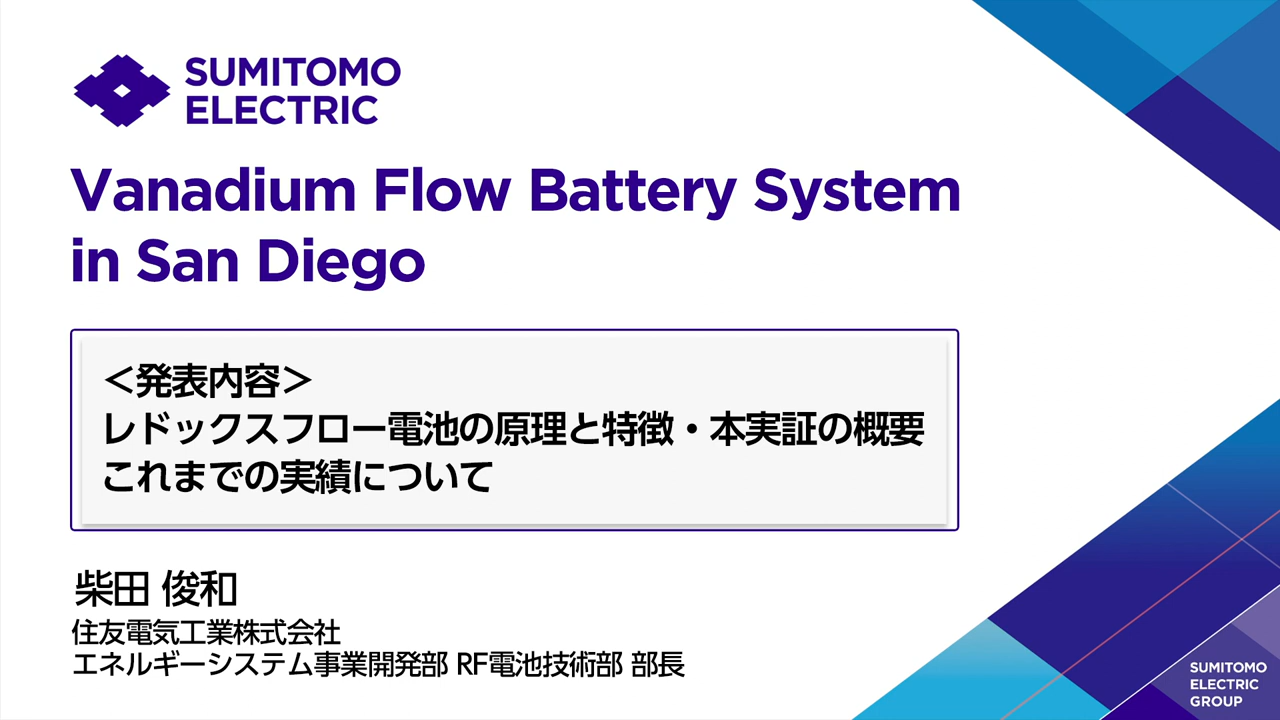 SUMITOMO
ELECTRIC
Vanadium Flow Battery System
in San Diego
＜発表内容＞
レドックスフロー電池の原理と特徴・本実証の概要
これまでの実績について
柴田 俊和
住友電気工業株式会社
エネルギーシステム事業開発部 RF電池技術部 部長
SUMITOMO
ELECTRIC
GROUP